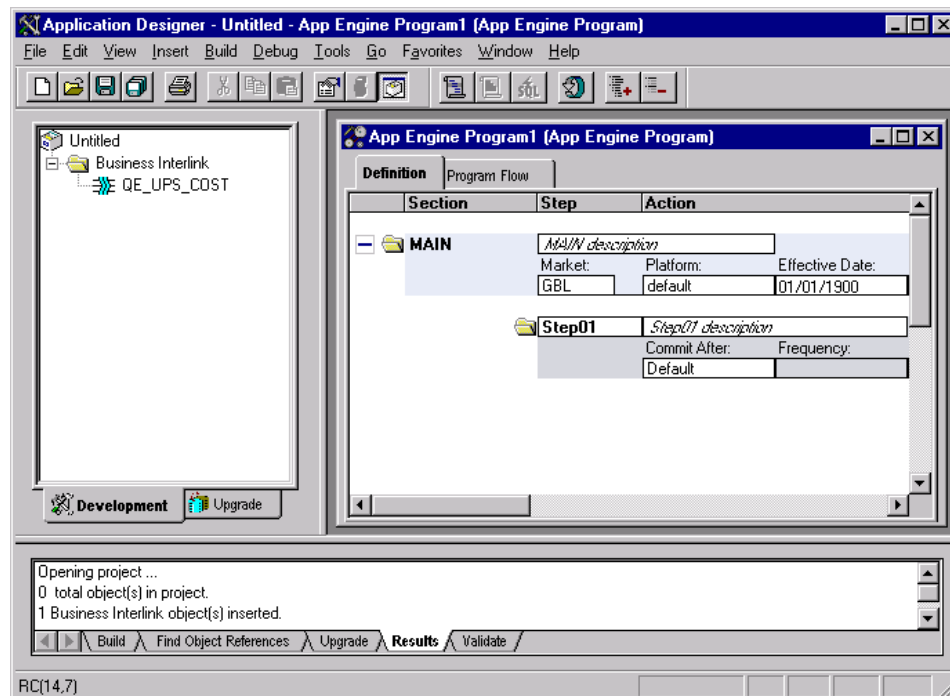 Application Designer - Untitled - App Engine Program1 (App Engine Program)
File Edit View Insert Build Debug Tools Go Favorites Window Help
SQL
Untitled
Business Interlink
QE_UPS_COST
Development
Upgrade
App Engine Program1 (App Engine Program)
Definition
Program Flow
Section Step Action
MAIN
MAIN description
Market: Platform: Effective Date:
GBL default 01/01/1900
Step01
Step01 description
Commit After: Frequency:
Default
Opening project ...
0 total object(s) in project.
1 Business Interlink object(s) inserted.
Build Find Object References Upgrade Results Validate
RC(14,7)